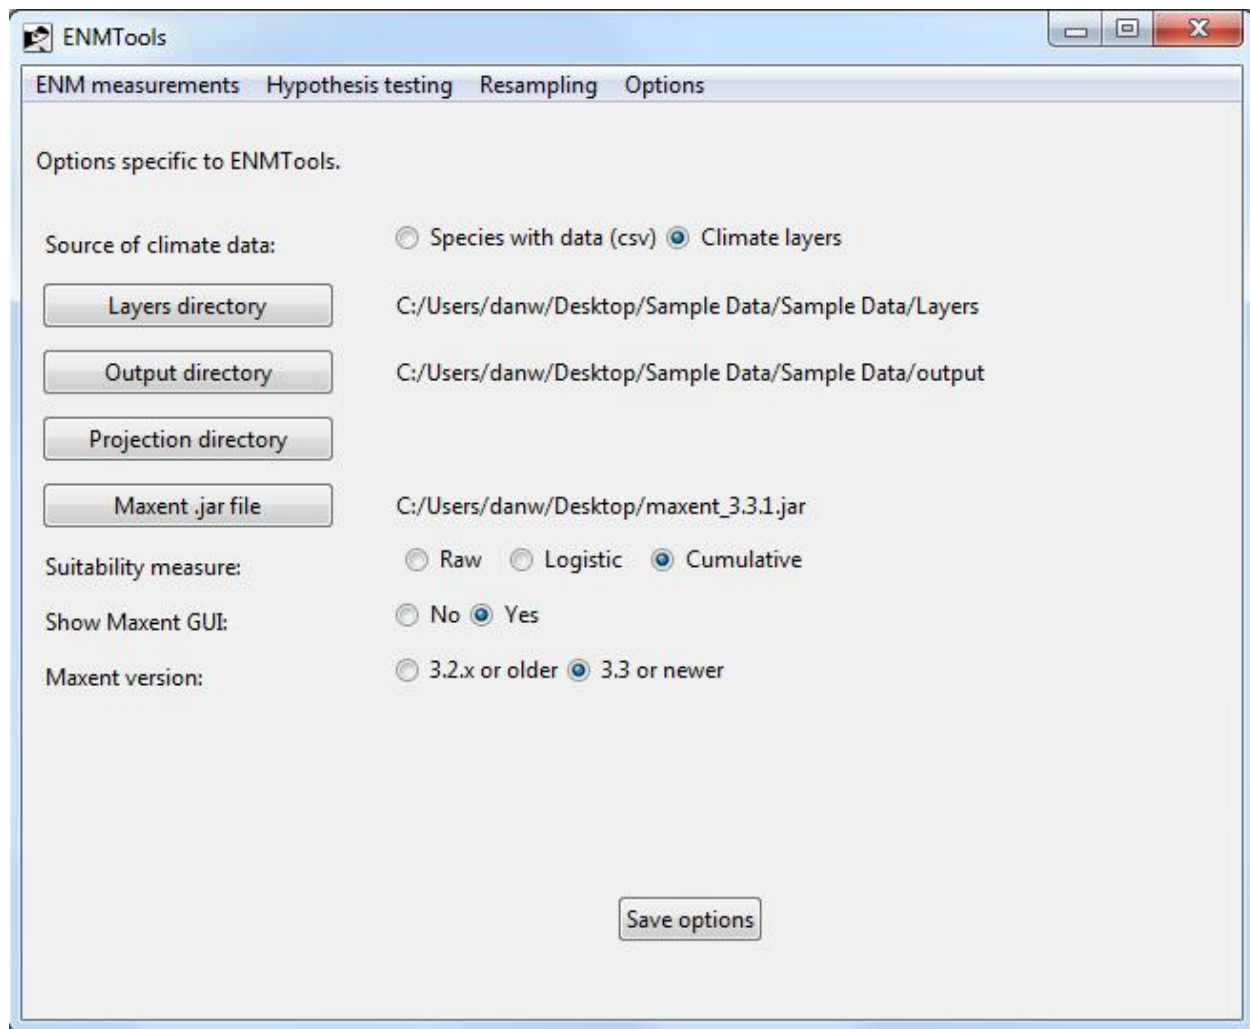 ENMTools
ENM measurements Hypothesis testing Resampling Options
Options specific to ENMTools.
Source of climate data: Species with data (csv) Climate layers
Layers directory C:/Users/danw/Desktop/Sample Data/Sample Data/Layers
Output directory C:/Users/danw/Desktop/Sample Data/Sample Data/output
Projection directory
Maxent .jar file C:/Users/danw/Desktop/maxent_3.3.1.jar
Suitability measure: Raw Logistic Cumulative
Show Maxent GUI: No Yes
Maxent version: 3.2.x or older 3.3 or newer
Save options